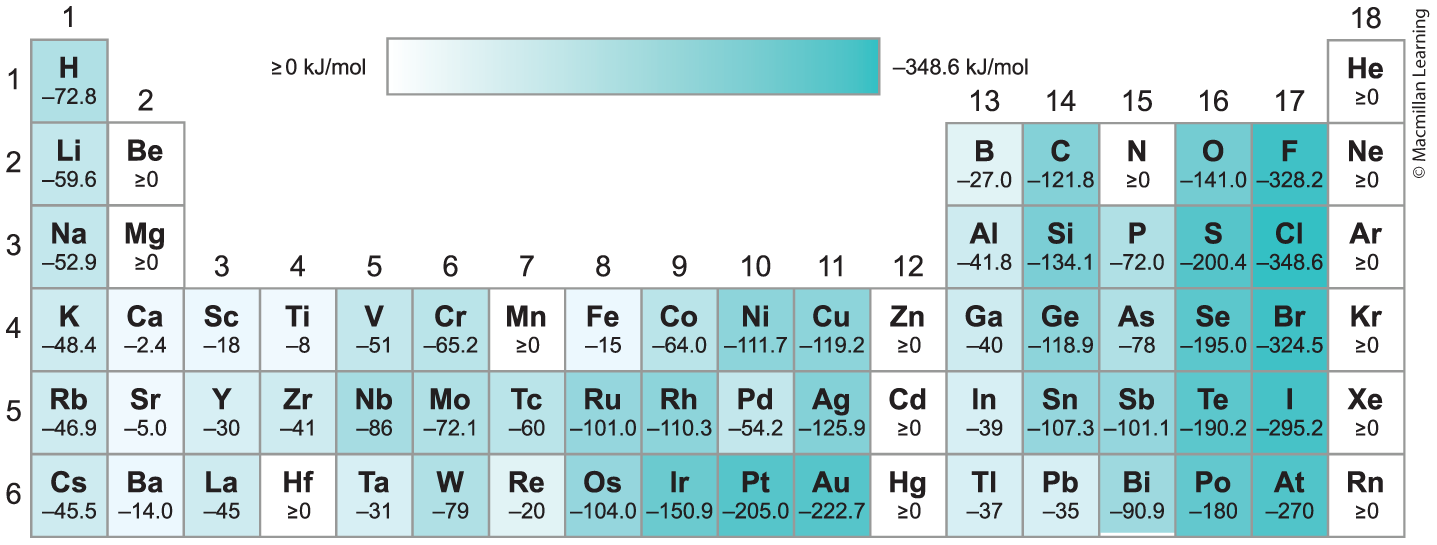 1
18
≥ 0 kJ/mol
–348.6 kJ/mol
© Macmillan Learning
1
H
He
–72.8
≥0
2
13
14
15
16
17
2
Li
Be
B
C
N
O
F
Ne
–59.6
≥0
–27.0
–121.8
≥0
–141.0
–328.2
≥0
3
Na
Mg
Al
Si
P
S
Cl
Ar
–52.9
≥0
–41.8
–134.1
–72.0
–200.4
–348.6
≥0
3
4
5
6
7
8
9
10
11
12
4
K
Ca
Sc
Ti
V
Cr
Mn
Fe
Co
Ni
Cu
Zn
Ga
Ge
As
Se
Br
Kr
–48.4
–2.4
–18
–8
–51
–65.2
≥0
–15
–64.0
–111.7
–119.2
≥0
–40
–118.9
–78
–195.0
–324.5
≥0
5
Rb
Sr
Y
Zr
Nb
Mo
Tc
Ru
Rh
Pd
Ag
Cd
In
Sn
Sb
Te
I
Xe
–46.9
–5.0
–30
–41
–86
–72.1
–60
–101.0
–110.3
–54.2
–125.9
≥0
–39
–107.3
–101.1
–190.2
–295.2
≥0
6
Cs
Ba
La
Hf
Ta
W
Re
Os
Ir
Pt
Au
Hg
Tl
Pb
Bi
Po
At
Rn
–45.5
–14.0
–45
≥0
–31
–79
–20
–104.0
–150.9
–205.0
–222.7
≥0
–37
–35
–90.9
–180
–270
≥0